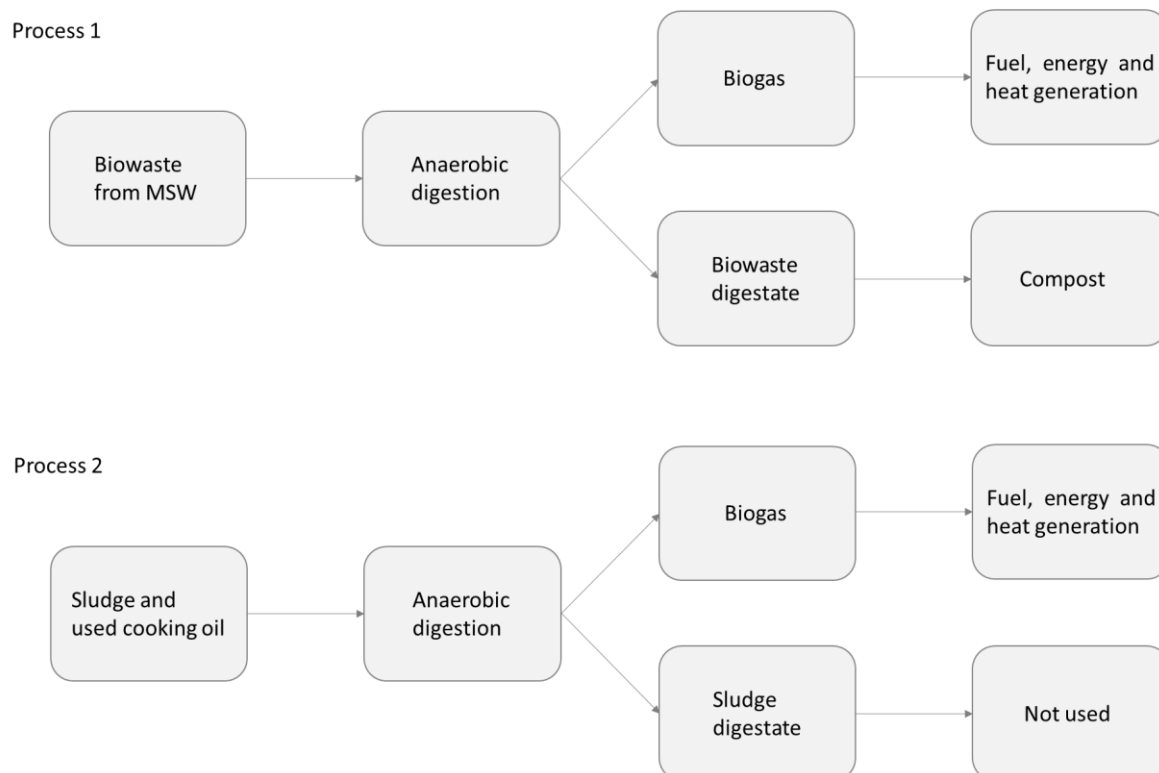 Process 1
Biowaste
from MSW
Anaerobic
digestion
Biogas
Fuel, energy and
heat generation
Biowaste
digestate
Compost
Process 2
Sludge and
used cooking oil
Anaerobic
digestion
Biogas
Fuel, energy and
heat generation
Sludge
digestate
Not used